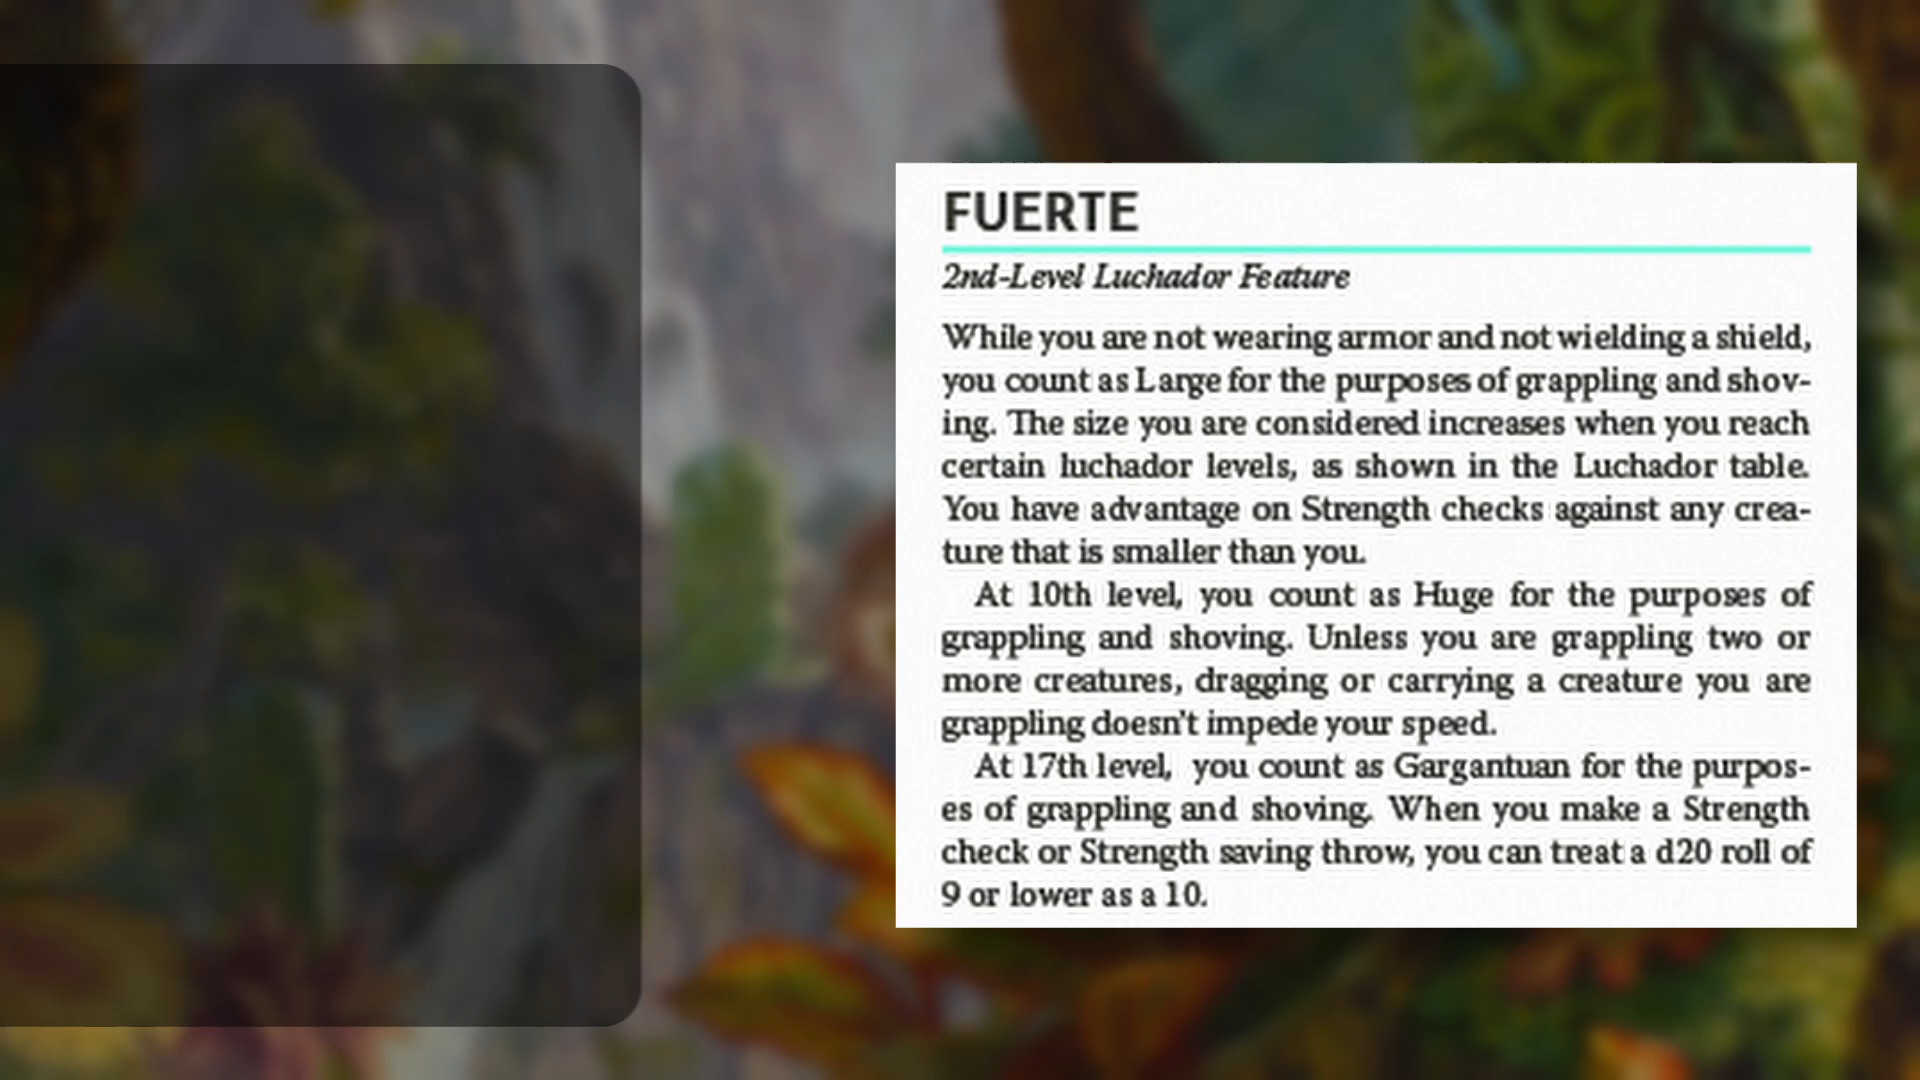 FUERTE
2nd-Level Luchador Feature
While you are not wearing armor and not wielding a shield,
you count as Large for the purposes of grappling and shov-
ing. The size you are considered increases when you reach
certain luchador levels, as shown in the Luchador table.
You have advantage on Strength checks against any crea-
ture that is smaller than you.
At 10th level, you count as Huge for the purposes of
grappling and shoving. Unless you are grappling two or
more creatures, dragging or carrying a creature you are
grappling doesn't impede your speed.
At 17th level, you count as Gargantuan for the purpos-
es of grappling and shoving. When you make a Strength
check or Strength saving throw, you can treat a d20 roll of
9 or lower as a 10.